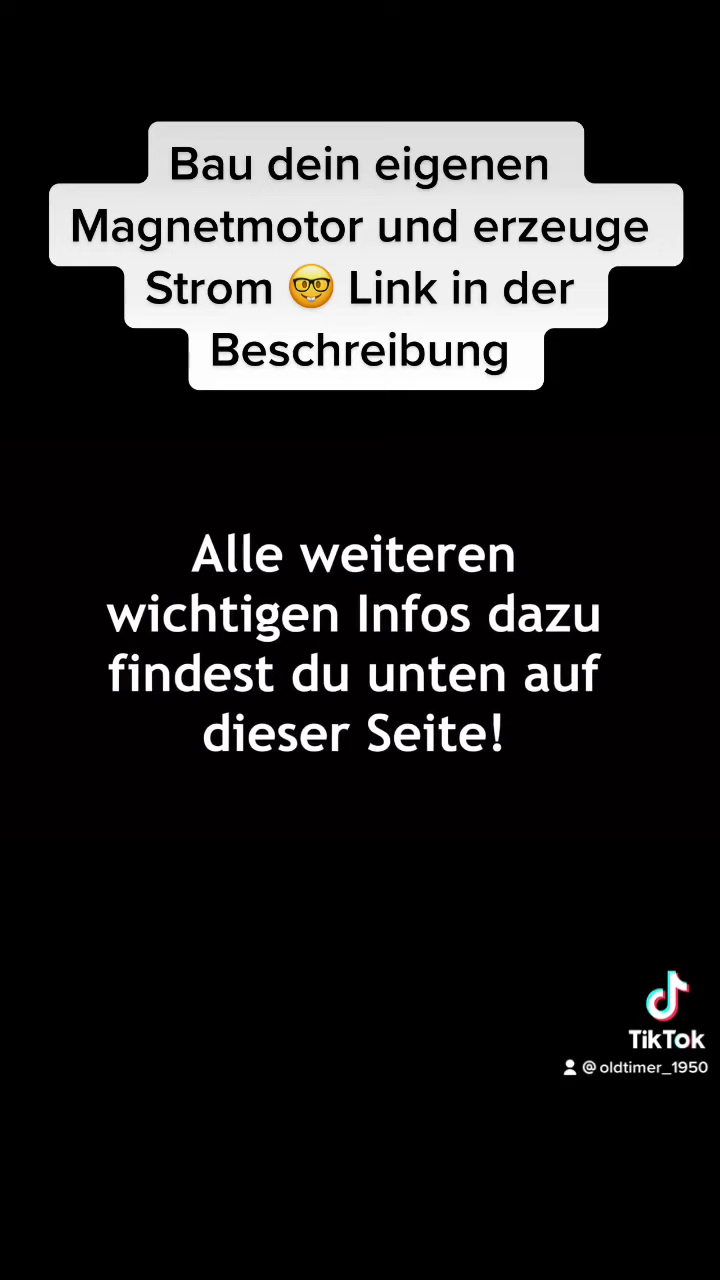 Bau dein eigenen
Magnetmotor und erzeuge
Strom 🤓 Link in der
Beschreibung
Alle weiteren
wichtigen Infos dazu
findest du unten auf
dieser Seite!
TikTok
@oldtimer_1950